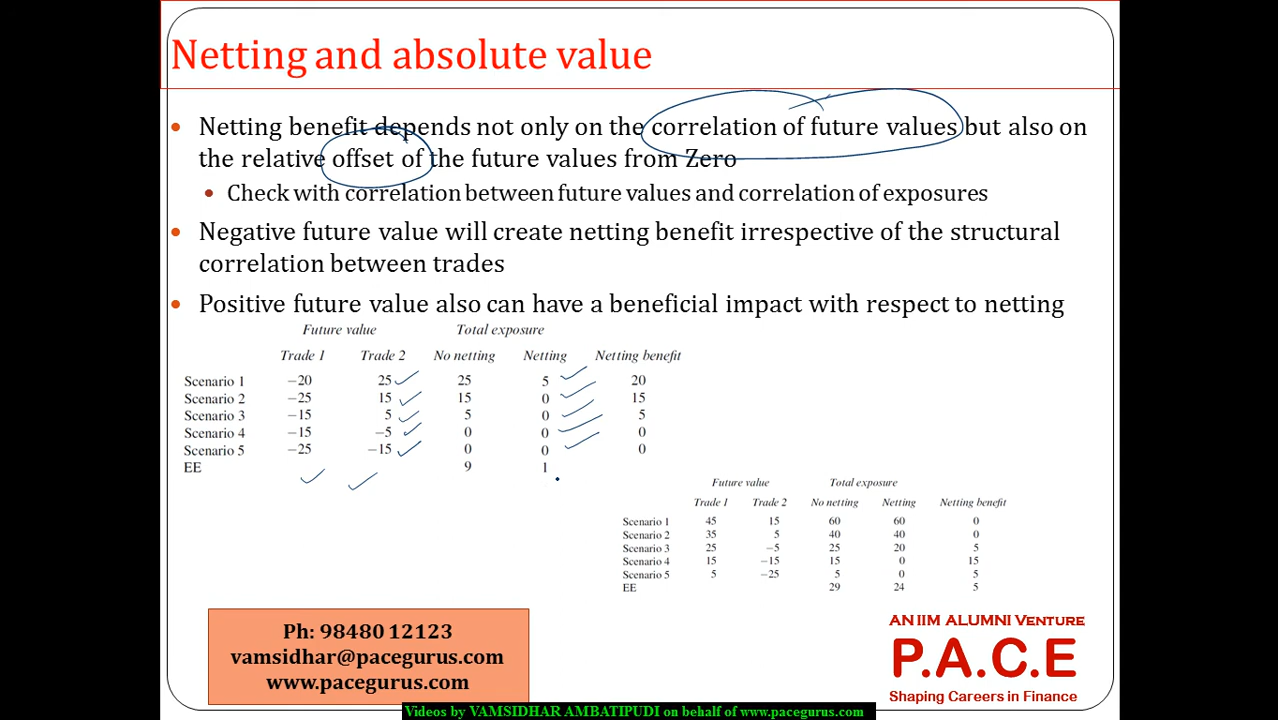 Netting and absolute value
• Netting benefit depends not only on the correlation of future values but also on
the relative offset of the future values from Zero
• Check with correlation between future values and correlation of exposures
• Negative future value will create netting benefit irrespective of the structural
correlation between trades
• Positive future value also can have a beneficial impact with respect to netting
Future value Total exposure
Trade 1 Trade 2 No netting Netting Netting benefit
Scenario 1 −20 25 25 5 20
Scenario 2 −25 15 15 0 15
Scenario 3 −15 5 5 0 5
Scenario 4 −15 −5 0 0 0
Scenario 5 −25 −15 0 0 0
EE 9 1
Future value Total exposure
Trade 1 Trade 2 No netting Netting Netting benefit
Scenario 1 45 15 60 60 0
Scenario 2 35 5 40 40 0
Scenario 3 25 −5 25 20 5
Scenario 4 15 −15 15 0 15
Scenario 5 5 −25 5 0 5
EE 29 24 5
Ph: 98480 12123
vamsidhar@pacegurus.com
www.pacegurus.com
AN IIM ALUMNI VENTURE
P.A.C.E
Shaping Careers in Finance
Videos by VAMSIDHAR AMBATIPUDI on behalf of www.pacegurus.com